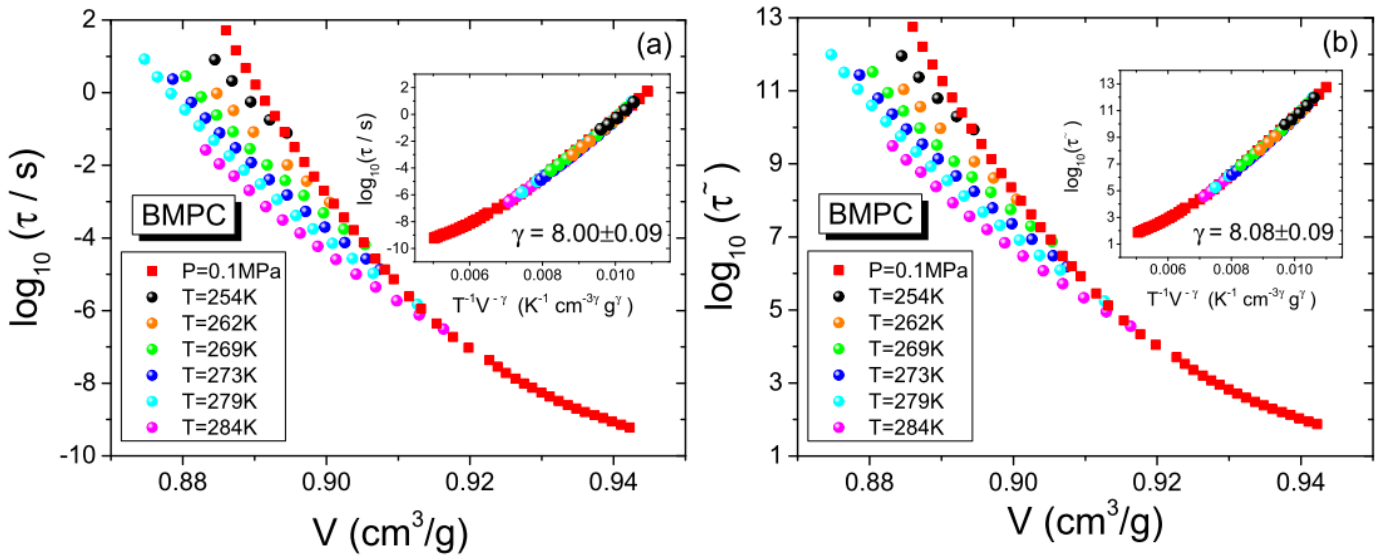 (a)
log₁₀ (τ / s)
2
0
-2
-4
-6
-8
-10
0.88
0.90
0.92
0.94
V (cm³/g)
BMPC
P=0.1MPa
T=254K
T=262K
T=269K
T=273K
T=279K
T=284K
log₁₀(τ / s)
2
0
-2
-4
-6
-8
-10
γ = 8.00±0.09
0.006
0.008
0.010
T⁻¹V⁻ᵞ (K⁻¹ cm⁻³ᵞ gᵞ)
(b)
log₁₀ (τ˜)
13
11
9
7
5
3
1
0.88
0.90
0.92
0.94
V (cm³/g)
BMPC
P=0.1MPa
T=254K
T=262K
T=269K
T=273K
T=279K
T=284K
log₁₀(τ˜)
13
11
9
7
5
3
1
γ = 8.08±0.09
0.006
0.008
0.010
T⁻¹V⁻ᵞ (K⁻¹ cm⁻³ᵞ gᵞ)